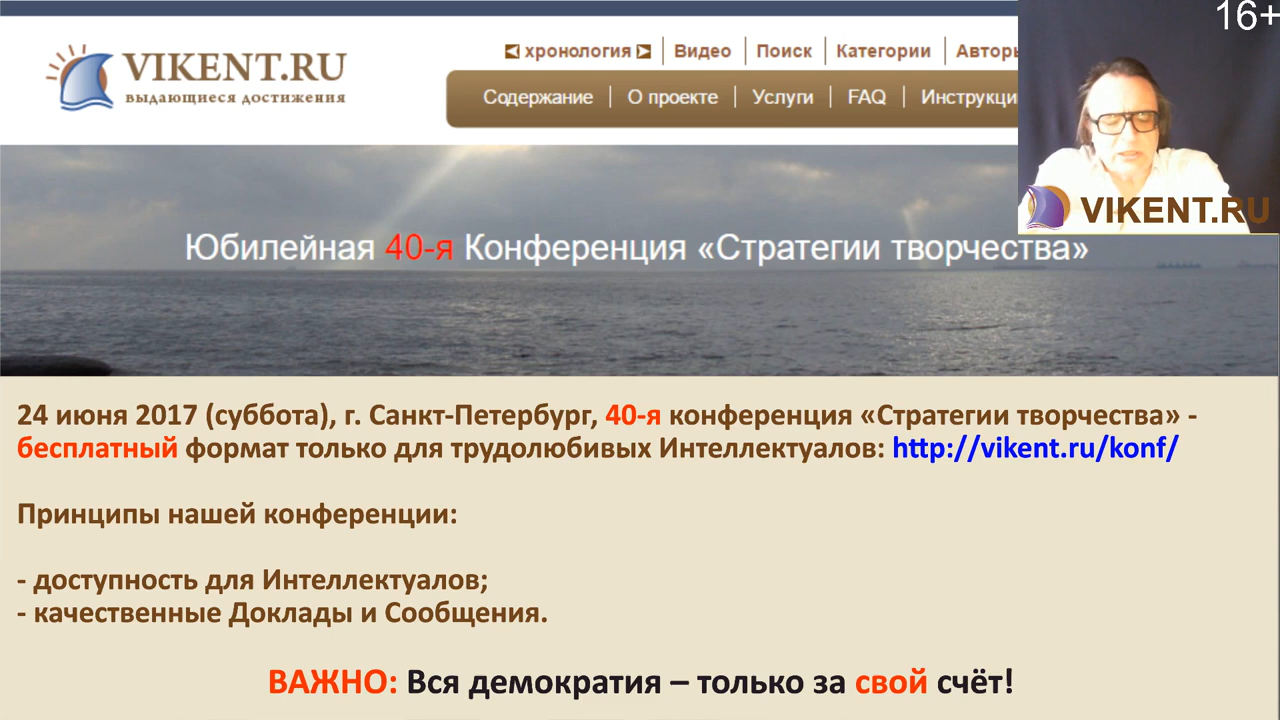 16+
VIKENT.RU
выдающиеся достижения
хронология | Видео | Поиск | Категории | Авторы
Содержание | О проекте | Услуги | FAQ | Инструкци
VIKENT.RU
Юбилейная 40-я Конференция «Стратегии творчества»
24 июня 2017 (суббота), г. Санкт-Петербург, 40-я конференция «Стратегии творчества» -
бесплатный формат только для трудолюбивых Интеллектуалов: http://vikent.ru/konf/
Принципы нашей конференции:
- доступность для Интеллектуалов;
- качественные Доклады и Сообщения.
ВАЖНО: Вся демократия – только за свой счёт!